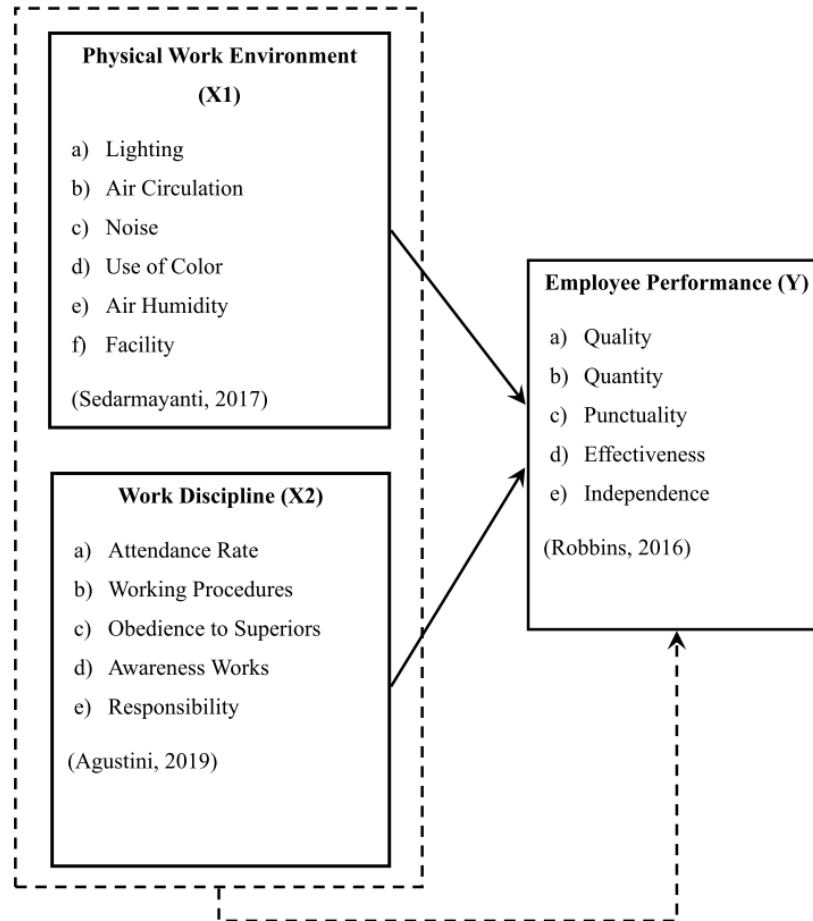 Physical Work Environment
(X1)
a) Lighting
b) Air Circulation
c) Noise
d) Use of Color
e) Air Humidity
f) Facility
(Sedarmayanti, 2017)
Work Discipline (X2)
a) Attendance Rate
b) Working Procedures
c) Obedience to Superiors
d) Awareness Works
e) Responsibility
(Agustini, 2019)
Employee Performance (Y)
a) Quality
b) Quantity
c) Punctuality
d) Effectiveness
e) Independence
(Robbins, 2016)